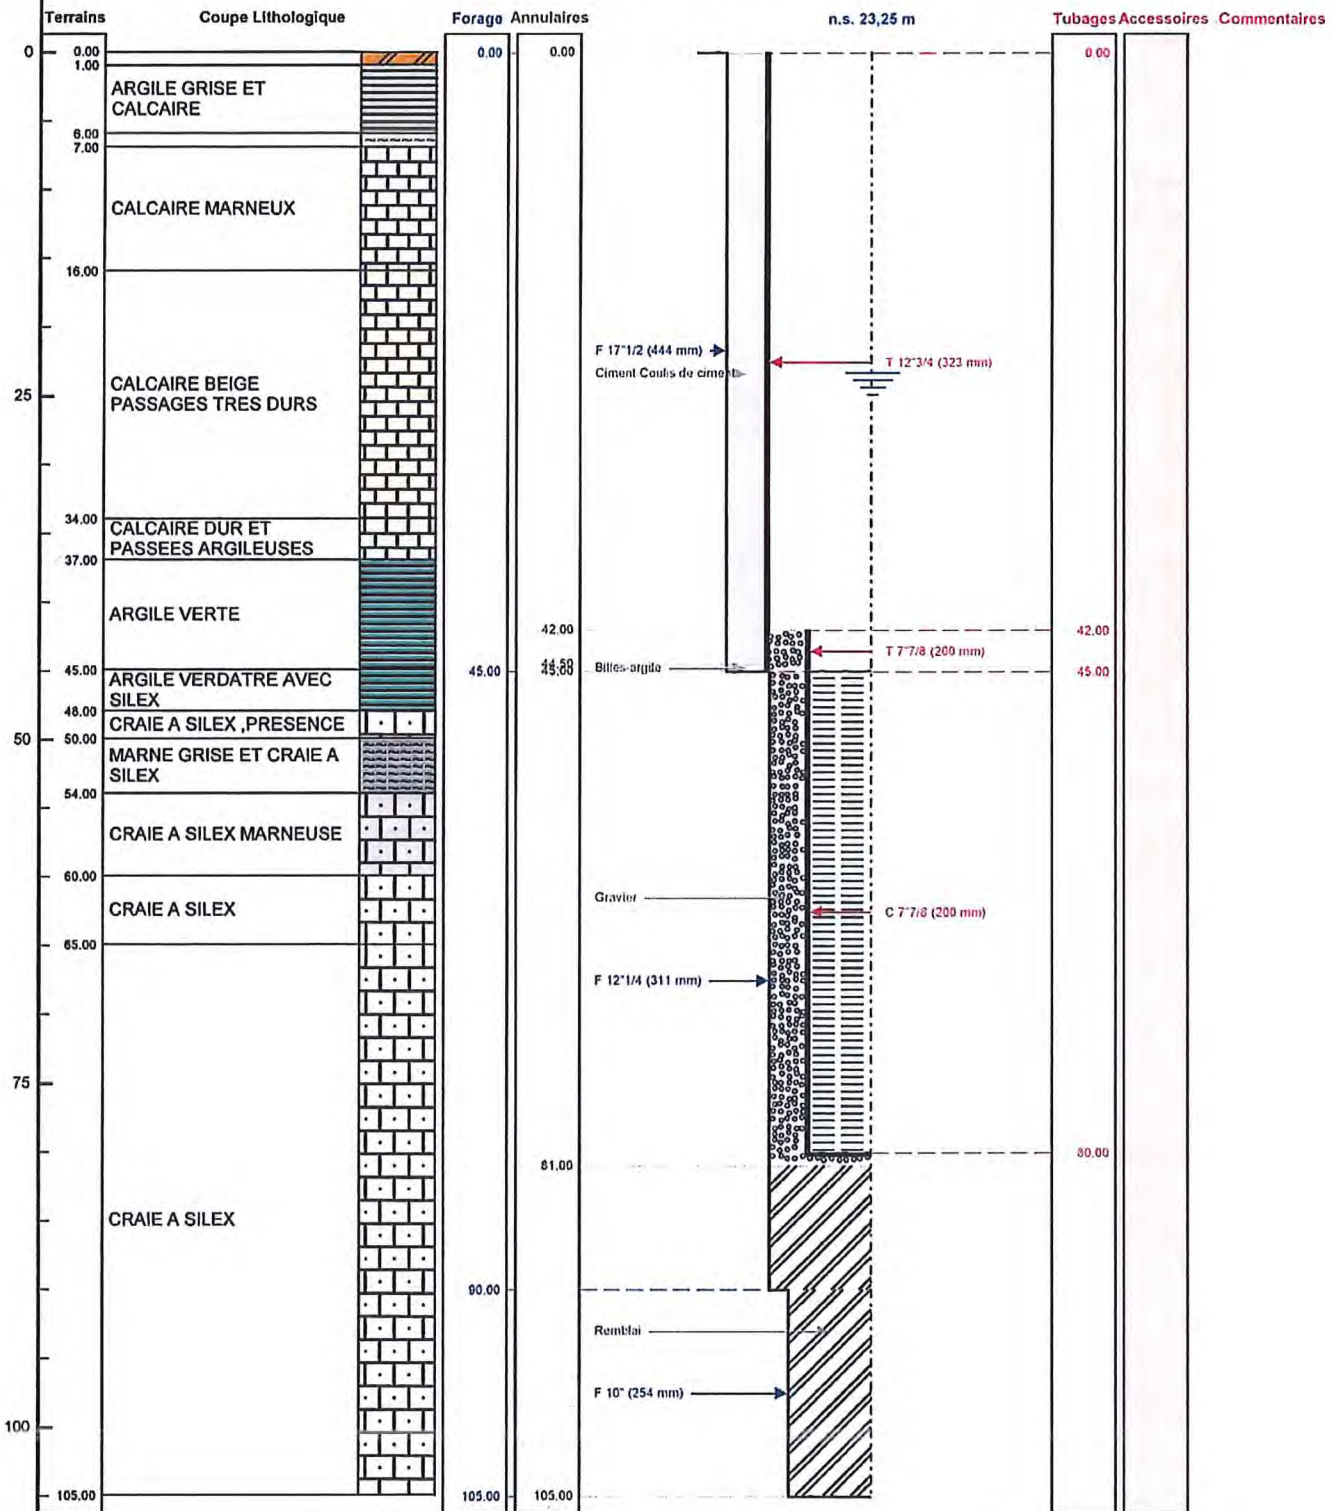 Terrains Coupe Lithologique Forage Annulaires n.s. 23,25 m Tubages Accessoires Commentaires
0 0.00 0.00 0.00 0.00
1.00
ARGILE GRISE ET
CALCAIRE
6.00
7.00
CALCAIRE MARNEUX
16.00
F 17"1/2 (444 mm)
T 12"3/4 (323 mm)
Ciment Coulis de ciment
CALCAIRE BEIGE
PASSAGES TRES DURS
25
34.00
CALCAIRE DUR ET
PASSEES ARGILEUSES
37.00
ARGILE VERTE
42.00 42.00
T 7"7/8 (200 mm)
Billes-argile
45.00 45.00 45.00
ARGILE VERDATRE AVEC
SILEX
48.00
CRAIE A SILEX ,PRESENCE
50 50.00
MARNE GRISE ET CRAIE A
SILEX
54.00
CRAIE A SILEX MARNEUSE
60.00
Gravier
CRAIE A SILEX
C 7"7/8 (200 mm)
65.00
F 12"1/4 (311 mm)
75
80.00
81.00
CRAIE A SILEX
90.00
Remblai
F 10" (254 mm)
100
105.00 105.00 105.00